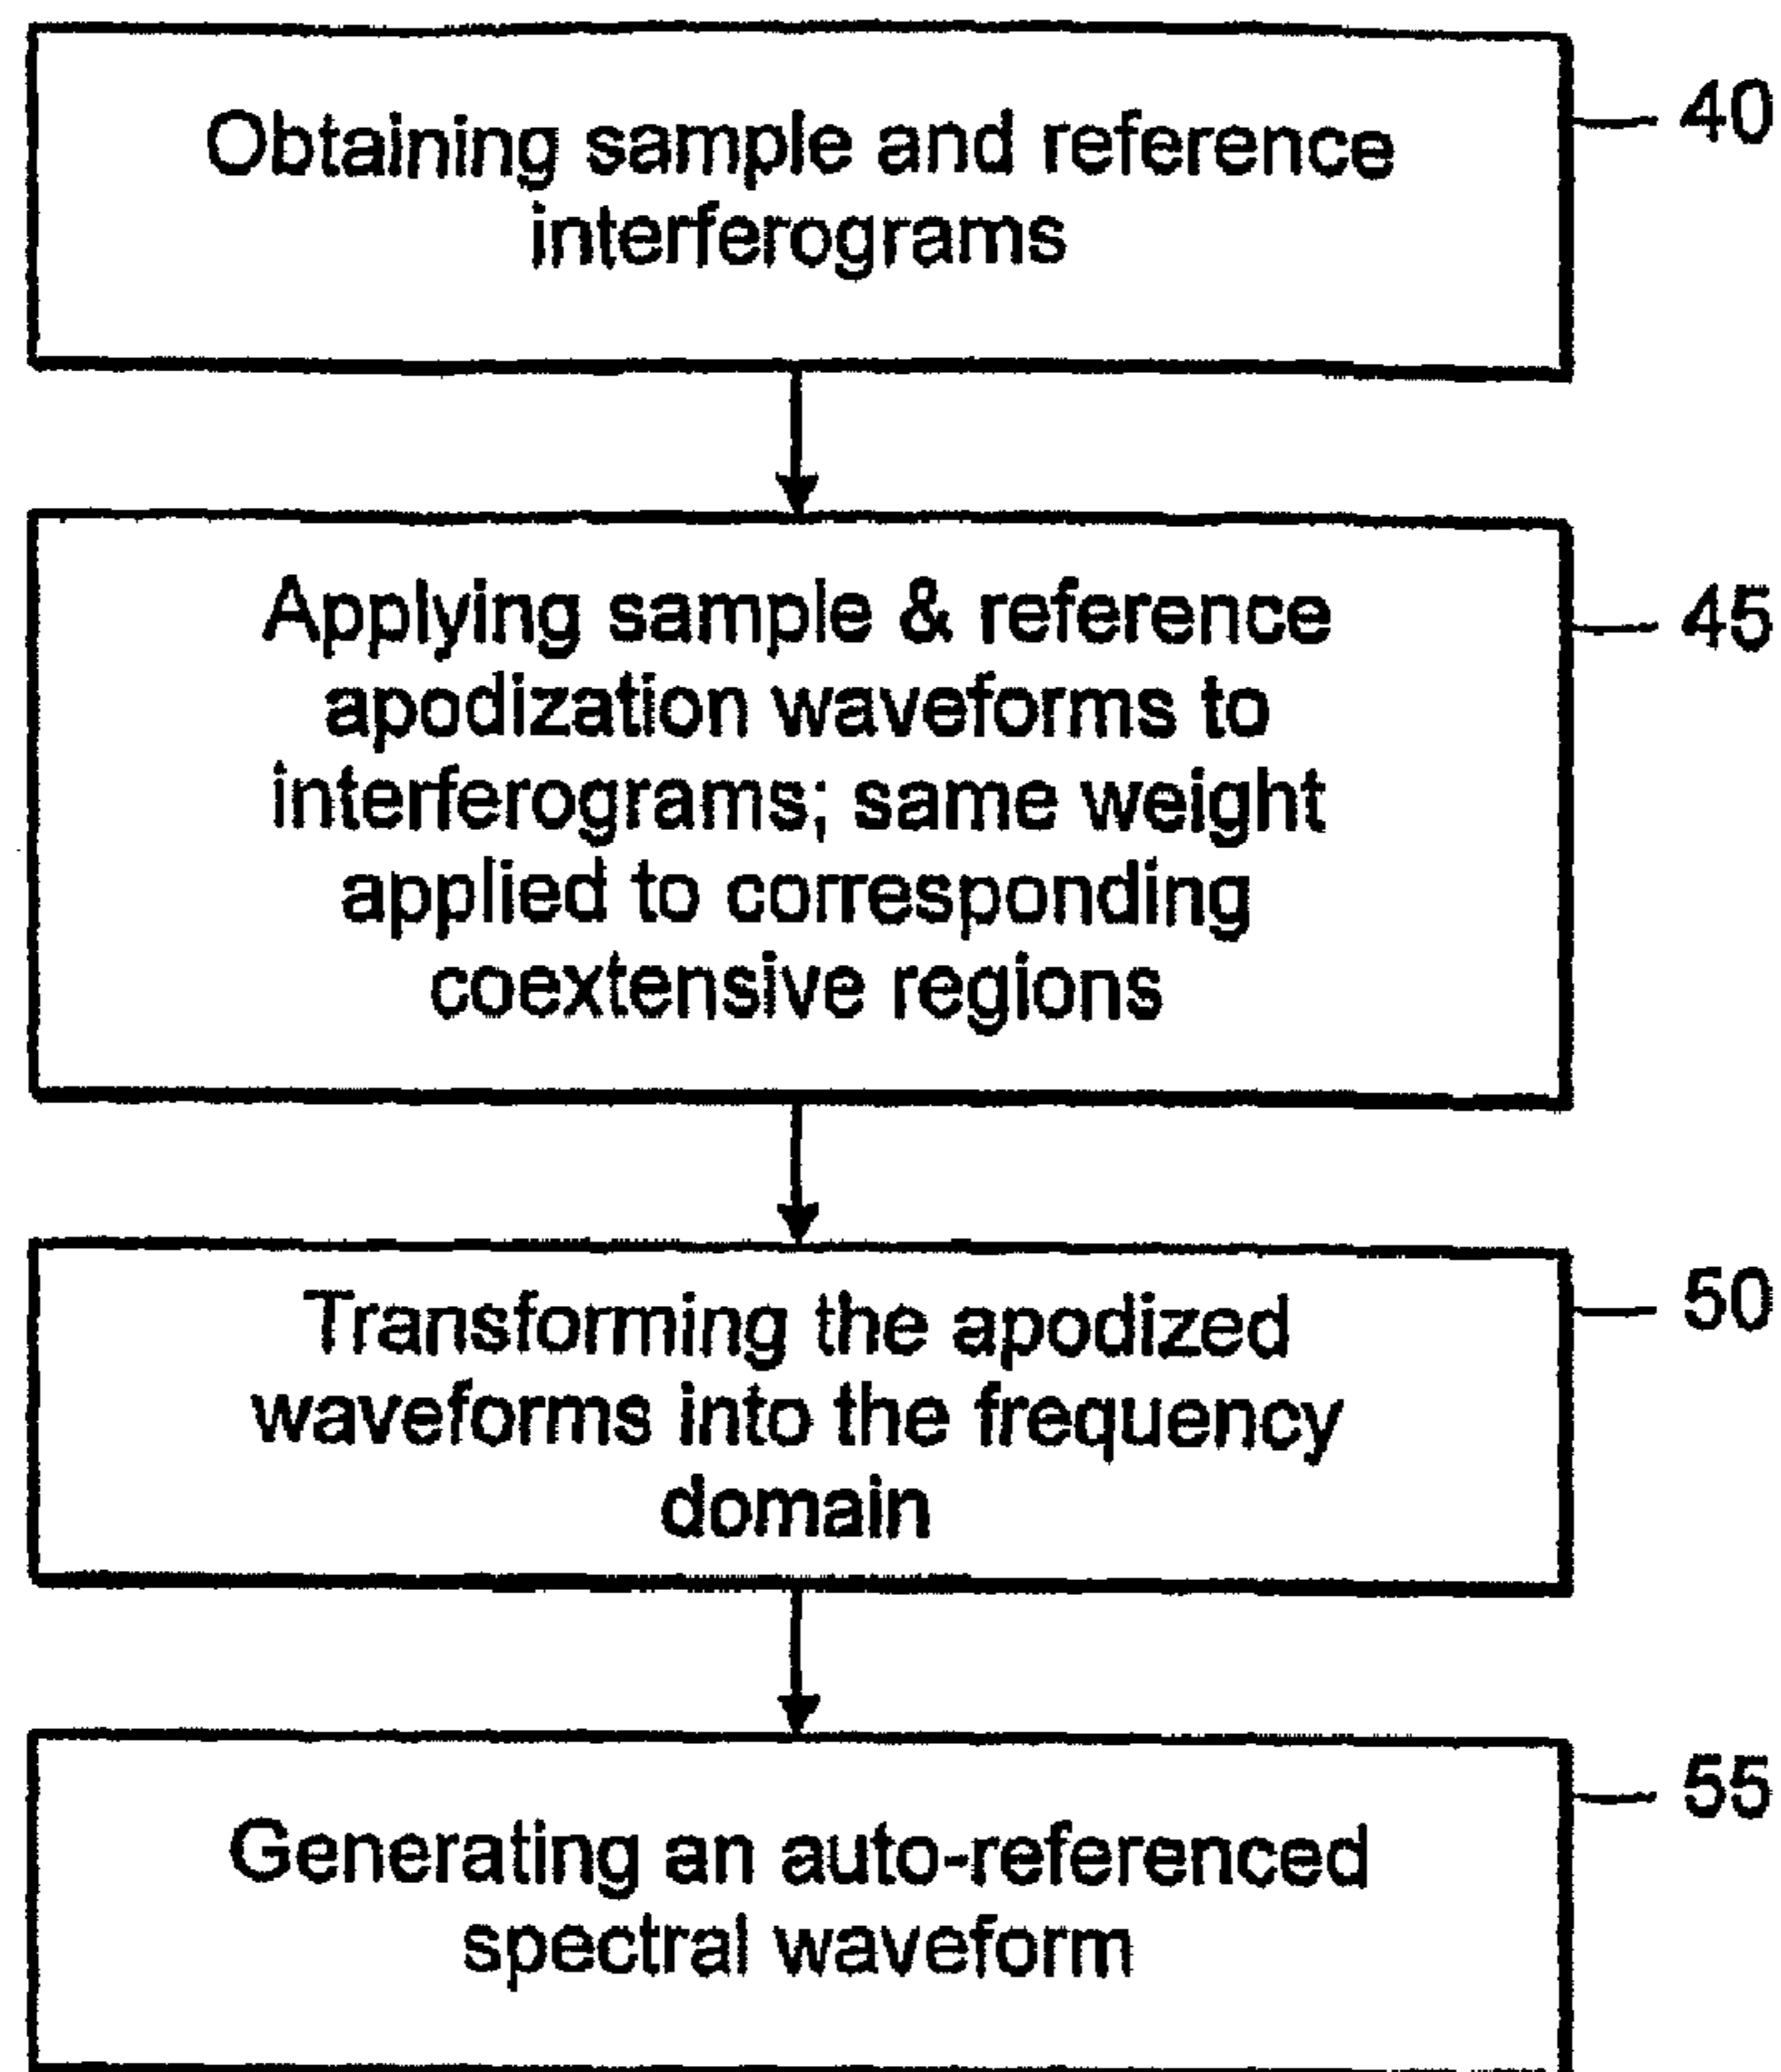 Obtaining sample and reference
interferograms
40
Applying sample & reference
apodization waveforms to
interferograms; same weight
applied to corresponding
coextensive regions
45
Transforming the apodized
waveforms into the frequency
domain
50
Generating an auto-referenced
spectral waveform
55